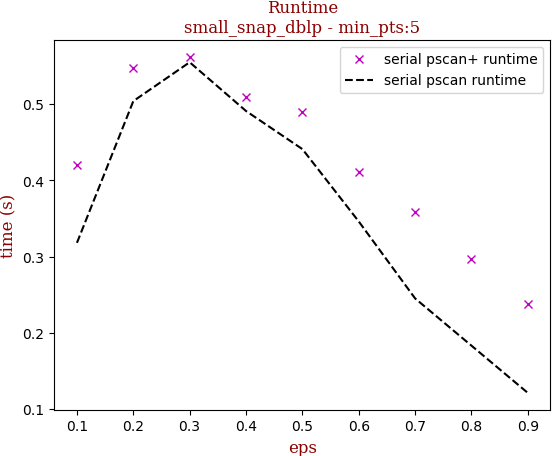 Runtime
small_snap_dblp - min_pts:5
serial pscan+ runtime
serial pscan runtime
time (s)
0.5
0.4
0.3
0.2
0.1
0.1 0.2 0.3 0.4 0.5 0.6 0.7 0.8 0.9
eps